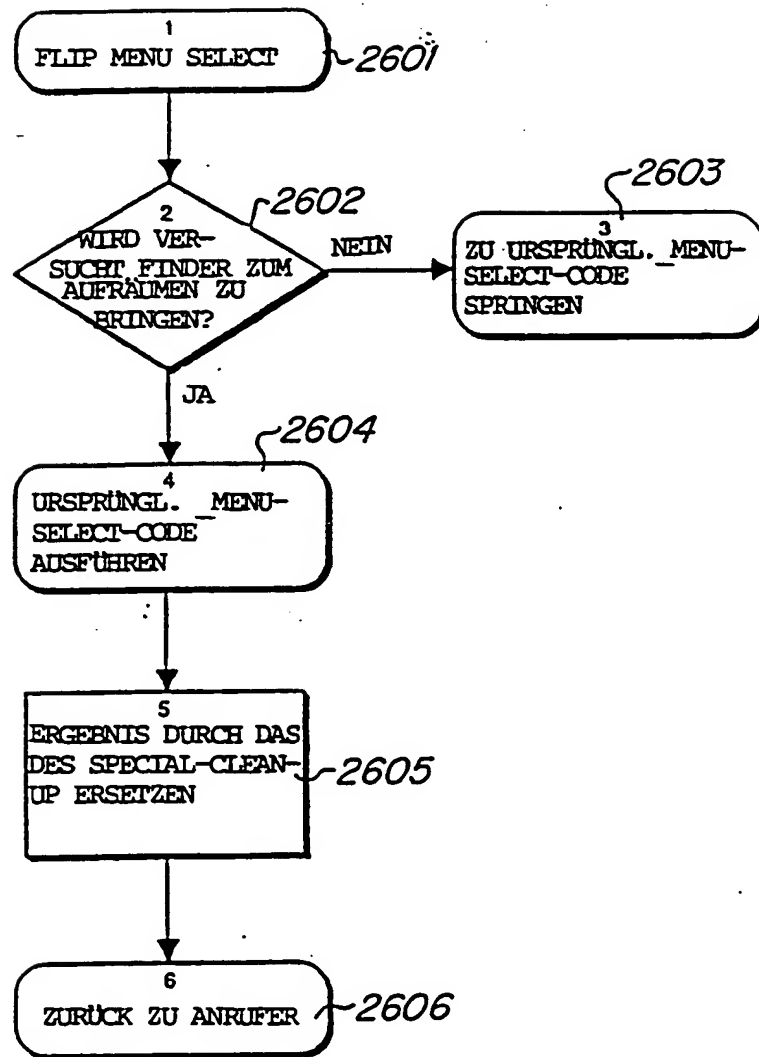 1
FLIP MENU SELECT
2601
2
WIRD VER-
SUCHT FINDER ZUM
AUFRÄUMEN ZU
BRINGEN?
2602
NEIN
2603
3
ZU URSPRÜNGL. _MENU-
SELECT-CODE
SPRINGEN
JA
2604
4
URSPRÜNGL. _MENU-
SELECT-CODE
AUSFÜHREN
5
ERGEBNIS DURCH DAS
DES SPECIAL-CLEAN-
UP ERSETZEN
2605
6
ZURÜCK ZU ANRUFER
2606